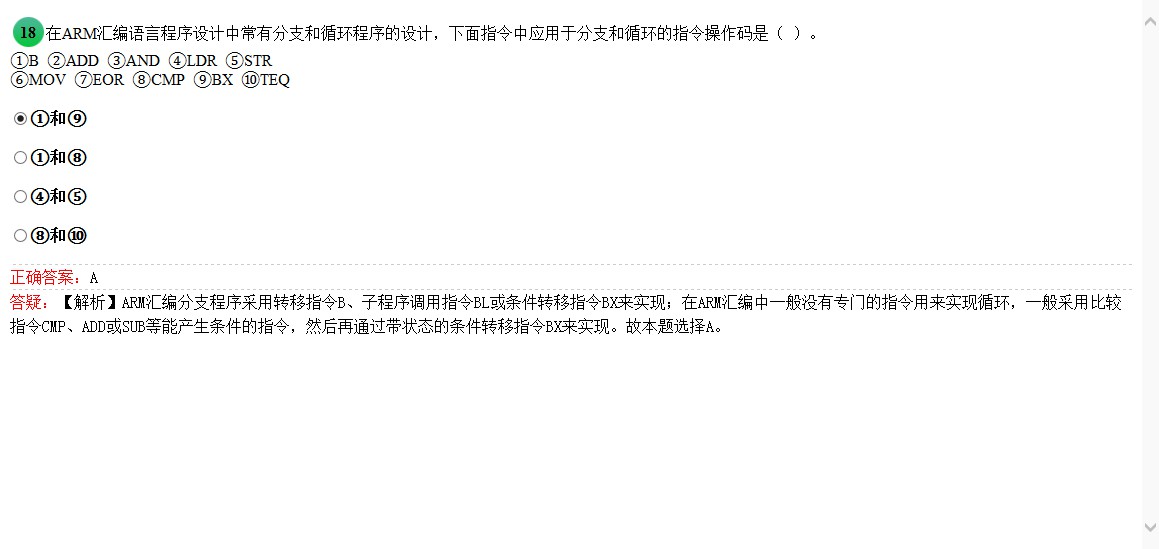 18 在ARM汇编语言程序设计中常有分支和循环程序的设计，下面指令中应用于分支和循环的指令操作码是（ ）。
①B ②ADD ③AND ④LDR ⑤STR
⑥MOV ⑦EOR ⑧CMP ⑨BX ⑩TEQ
①和⑨
①和⑧
④和⑤
⑧和⑩
正确答案：A
答疑：【解析】ARM汇编分支程序采用转移指令B、子程序调用指令BL或条件转移指令BX来实现；在ARM汇编中一般没有专门的指令用来实现循环，一般采用比较
指令CMP、ADD或SUB等能产生条件的指令，然后再通过带状态的条件转移指令BX来实现。故本题选择A。